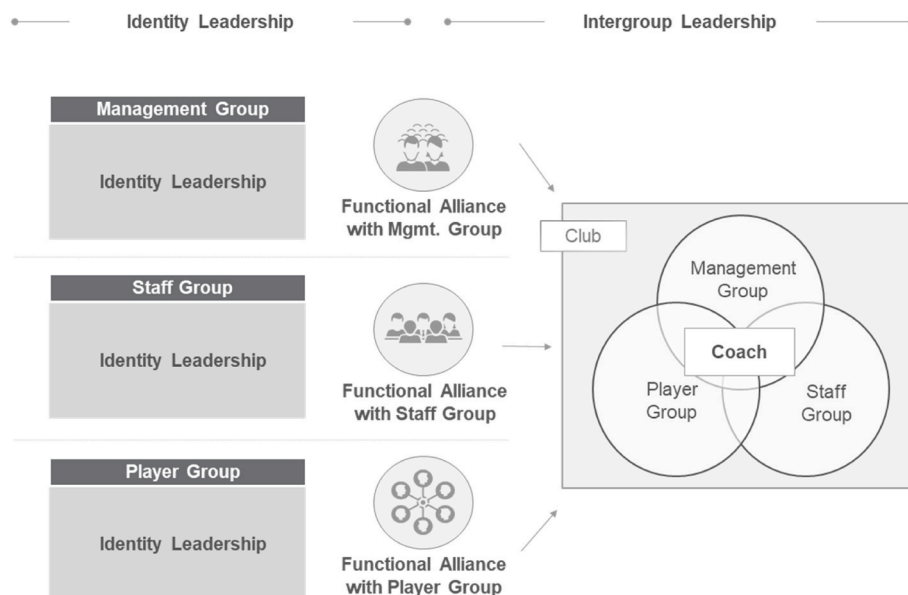 Identity Leadership
Intergroup Leadership
Management Group
Identity Leadership
Functional Alliance
with Mgmt. Group
Staff Group
Identity Leadership
Functional Alliance
with Staff Group
Player Group
Identity Leadership
Functional Alliance
with Player Group
Club
Management
Group
Coach
Player
Group
Staff
Group